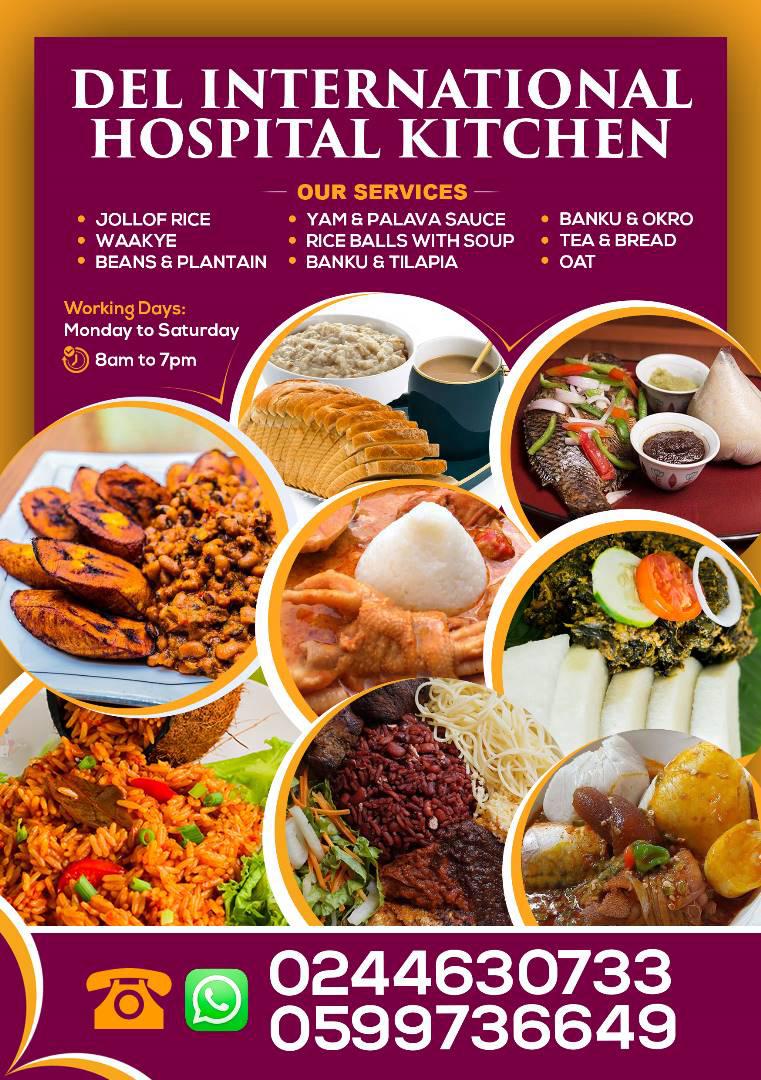 DEL INTERNATIONAL
HOSPITAL KITCHEN
OUR SERVICES
JOLLOF RICE
WAAKYE
BEANS & PLANTAIN
YAM & PALAVA SAUCE
RICE BALLS WITH SOUP
BANKU & TILAPIA
BANKU & OKRO
TEA & BREAD
OAT
Working Days:
Monday to Saturday
8am to 7pm
0244630733
0599736649